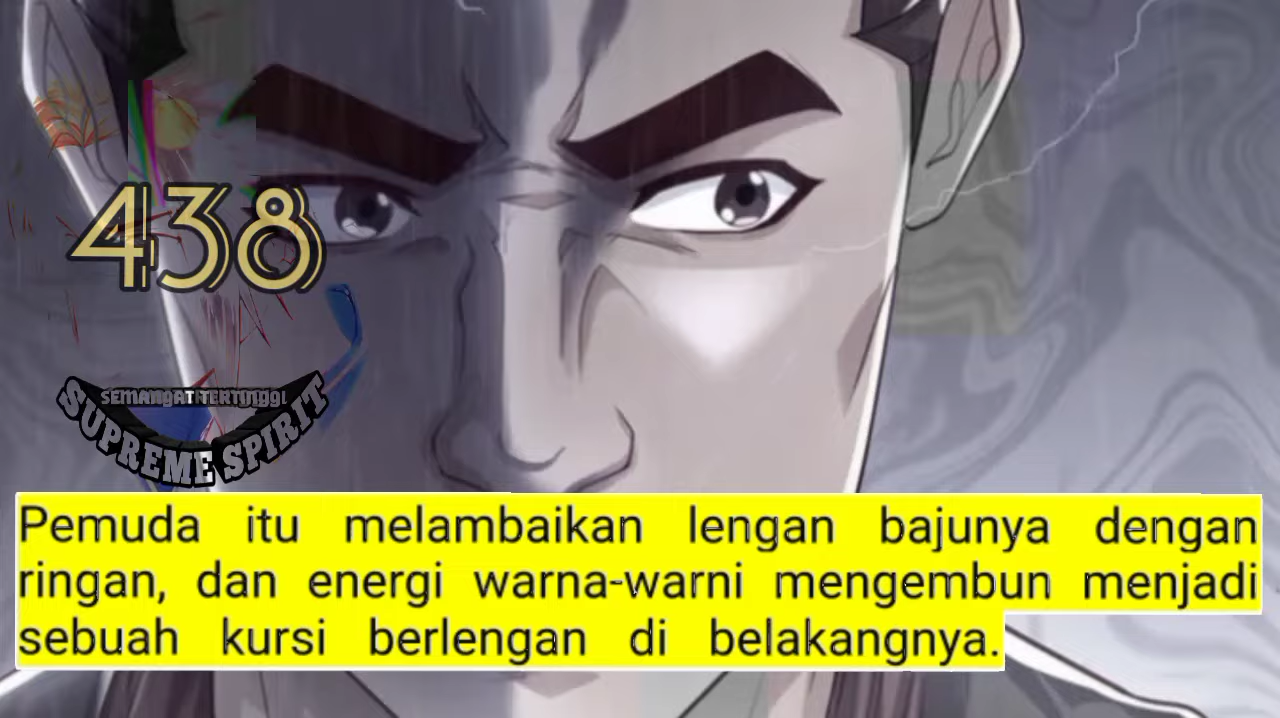 438
SEMANGAT TERTINGGI
SUPREME SPIRIT
Pemuda itu melambaikan lengan bajunya dengan
ringan, dan energi warna-warni mengembun menjadi
sebuah kursi berlengan di belakangnya.